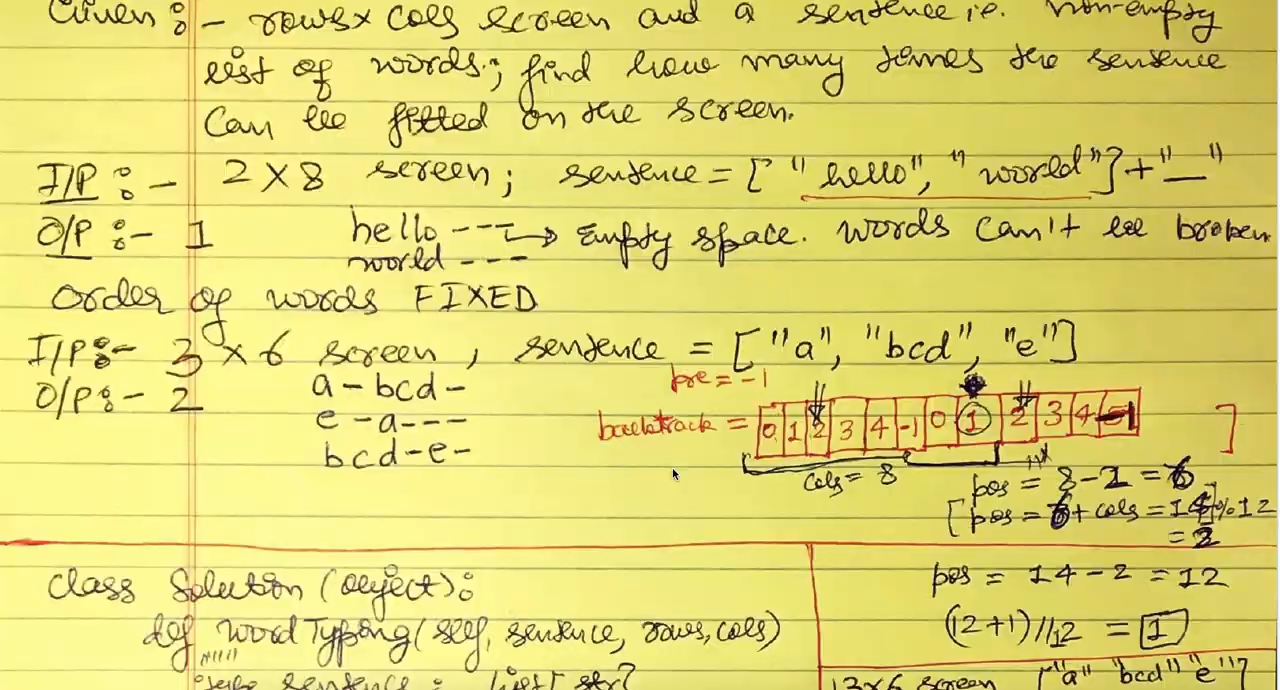 Given :- rows x cols screen and a sentence i.e. non-empty
list of words; find how many times the sentence
can be fitted on the screen.
I/P :- 2 X 8 screen; sentence = ["hello", "world"] + "_"
O/P :- 1 hello --- → Empty space. Words can't be broken
world ---
Order of words FIXED
I/P :- 3 x 6 screen, sentence = ["a", "bcd", "e"]
O/P :- 2 a-bcd-
e-a---
bcd-e-
pre = -1
backtrack = [0 1 2 3 4 -1 0 1 2 3 4 -1 ]
cols = 8
pos = 8-2 = 6
[pos = 6 + cols = 14]%12
= 2
pos = 14-2 = 12
(12+1)//12 = 1
class Solution (object):
def wordTyping(self, sentence, rows, cols)
"""""
:type sentence: list[str]
3x6 screen ["a" "bcd" "e"]